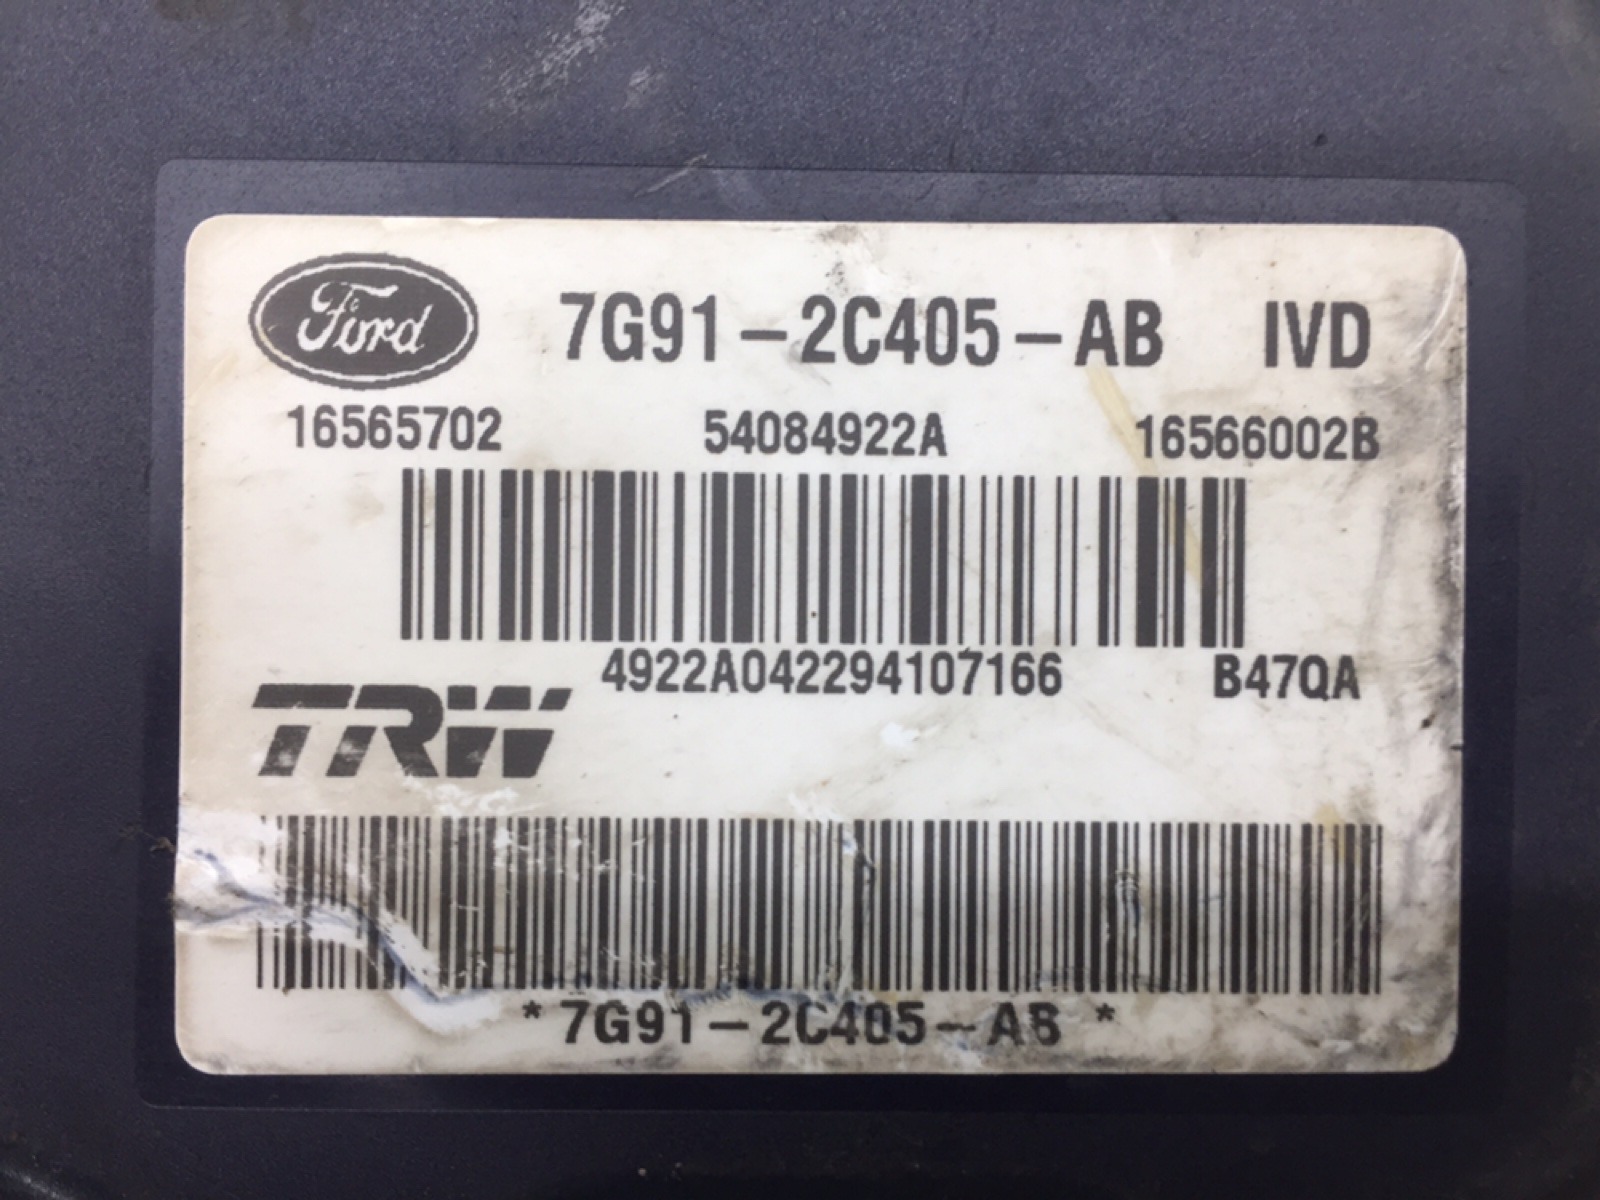 Ford 7G91-2C405-AB IVD
16565702 54084922A 16566002B
4922A042294107166 B47QA
TRW
*7G91-2C405-AB*